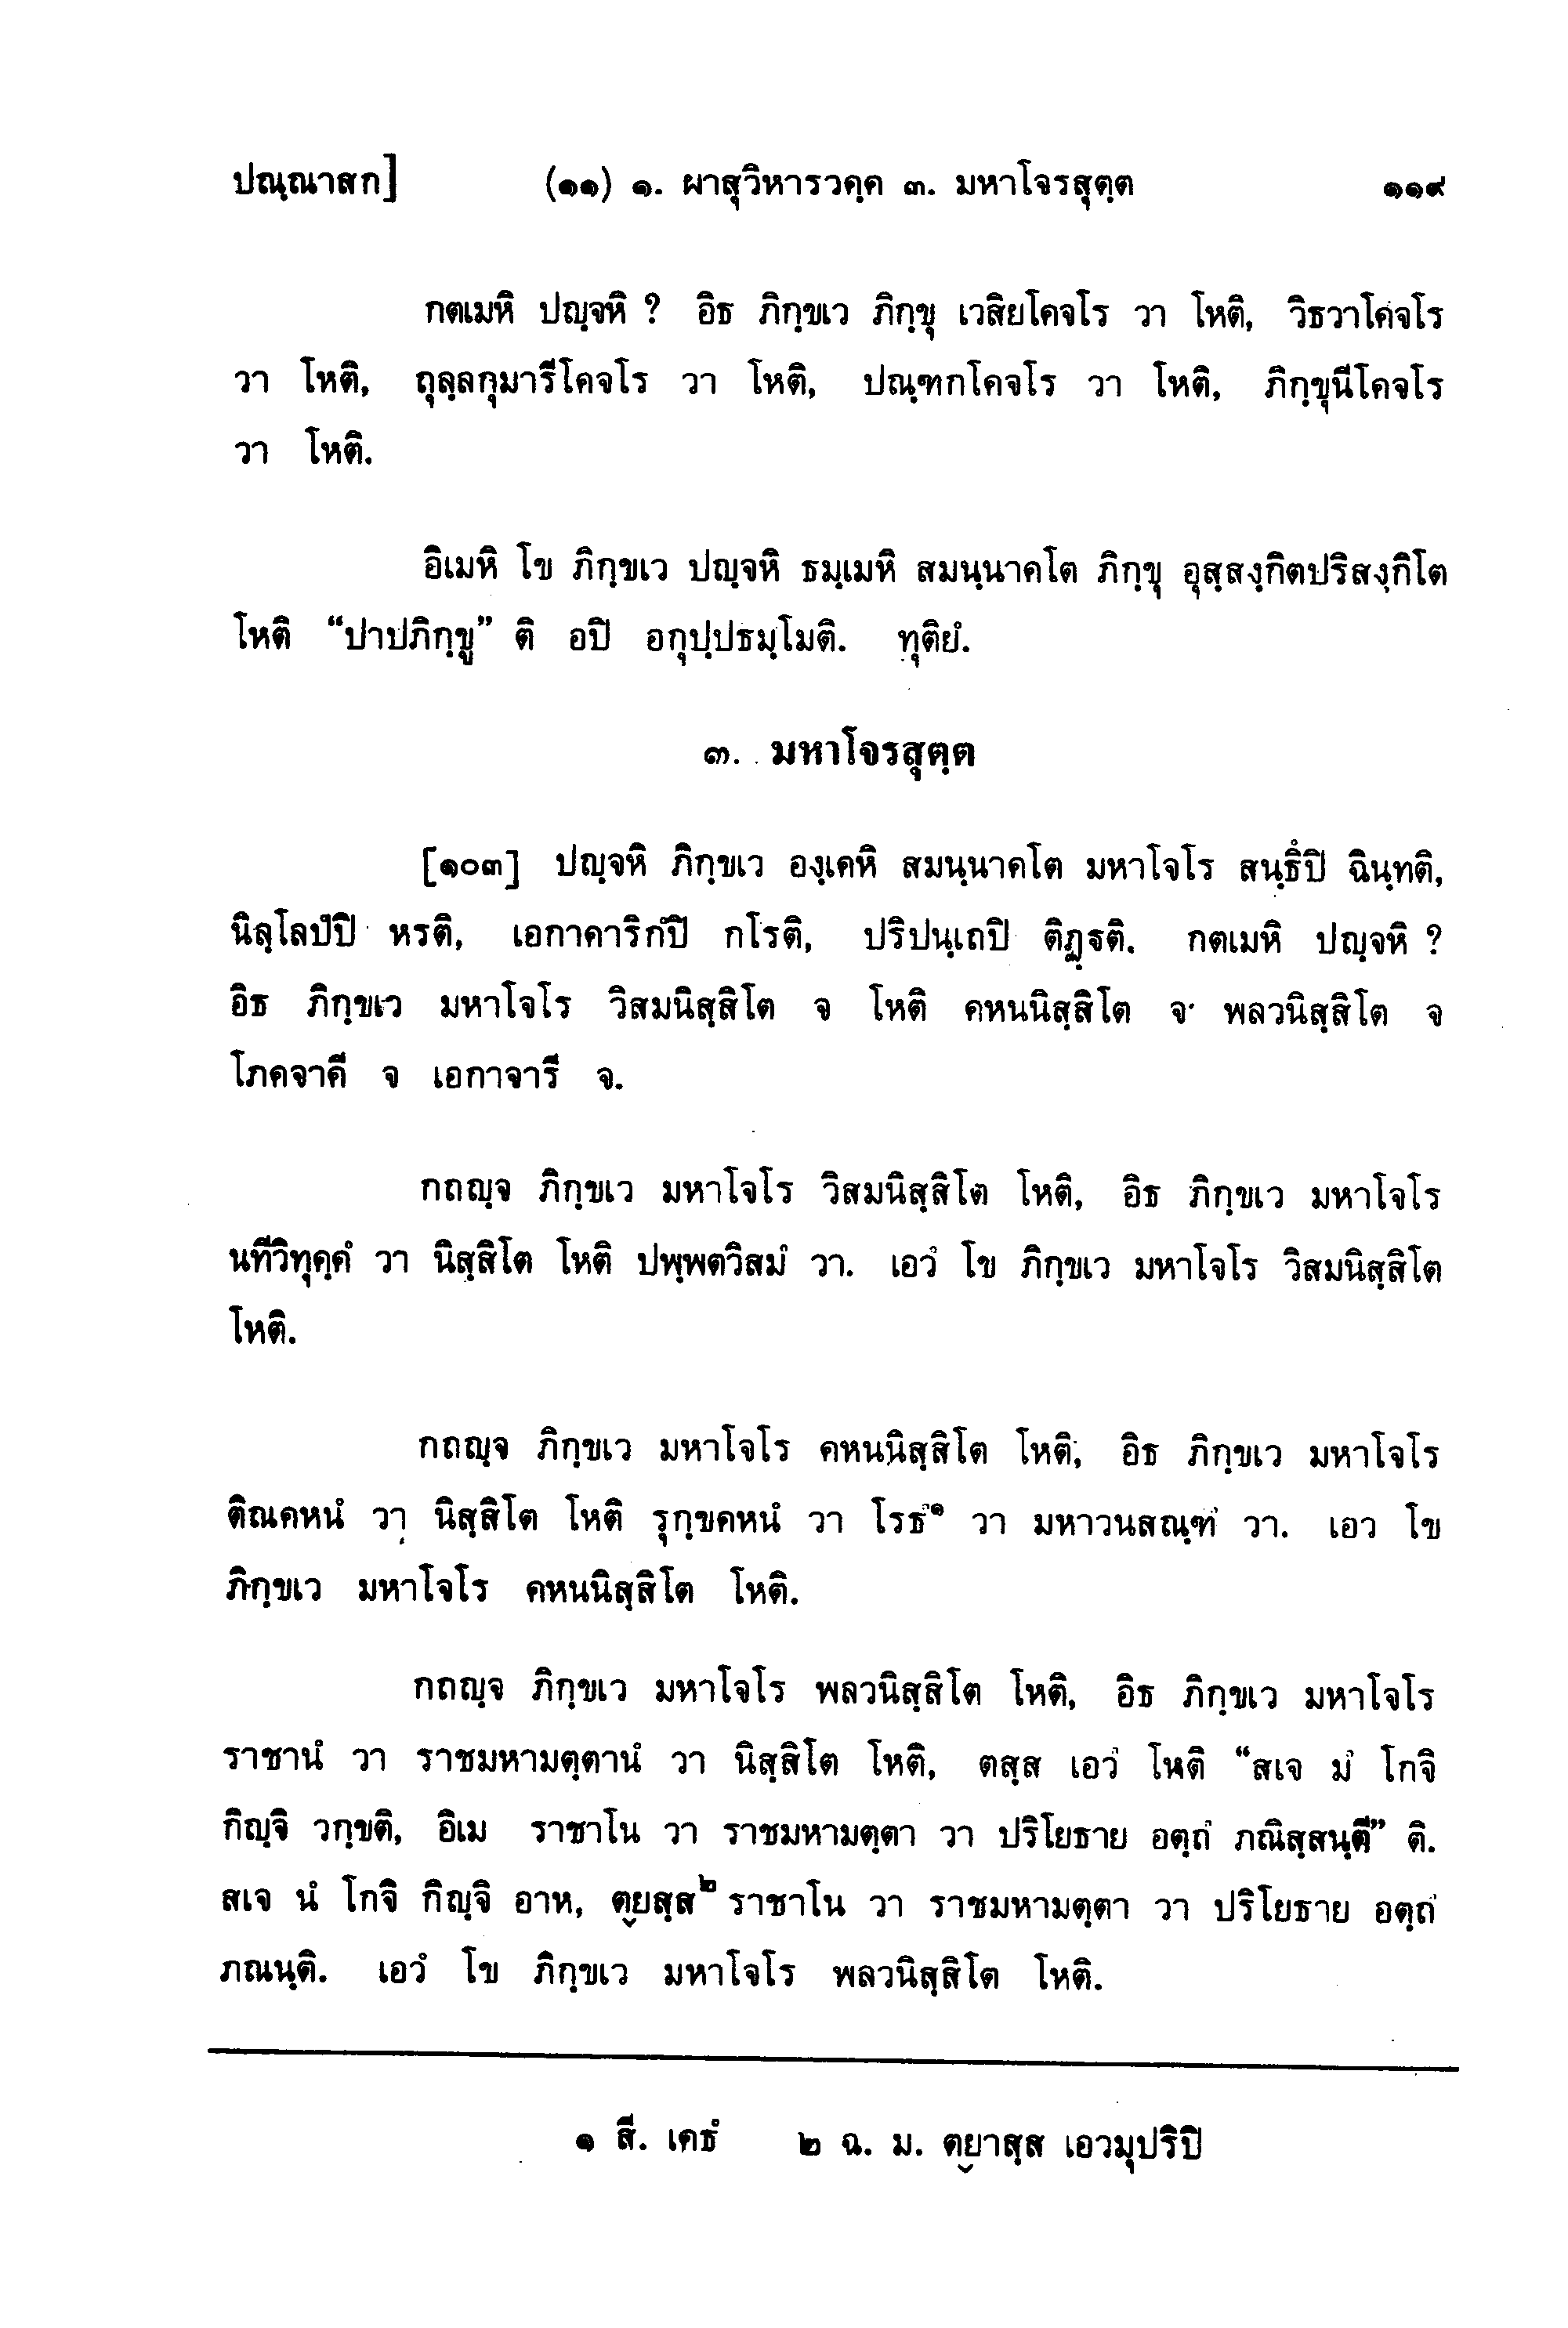 ปณฺณาสก] (๑๑) ๑. ผาสุวิหารวคฺค ๓. มหาโจรสุตฺต ๑๑๙
กตเมหิ ปญฺจหิ ? อิธ ภิกฺขเว ภิกฺขุ เวสิยโคจโร วา โหติ, วิธวาโคจโร
วา โหติ, ถุลฺลกุมารีโคจโร วา โหติ, ปณฺฑกโคจโร วา โหติ, ภิกฺขุนีโคจโร
วา โหติ.
อิเมหิ โข ภิกฺขเว ปญฺจหิ ธมฺเมหิ สมนฺนาคโต ภิกฺขุ อุสฺสงฺกิตปริสงฺกิโต
โหติ “ปาปภิกฺขู” ติ อปิ อกุปฺปธมฺโมติ. ทุติยํ.
๓. มหาโจรสุตฺต
[๑๐๓] ปญฺจหิ ภิกฺขเว องฺเคหิ สมนฺนาคโต มหาโจโร สนฺธึปิ ฉินฺทติ,
นิลฺโลปํปิ หรติ, เอกาคาริกํปิ กโรติ, ปริปนฺเถปิ ติฏฺฐติ. กตเมหิ ปญฺจหิ ?
อิธ ภิกฺขเว มหาโจโร วิสมนิสฺสิโต จ โหติ คหนนิสฺสิโต จ พลวนิสฺสิโต จ
โภคจาคี จ เอกาจารี จ.
กถญฺจ ภิกฺขเว มหาโจโร วิสมนิสฺสิโต โหติ, อิธ ภิกฺขเว มหาโจโร
นทีวิทุคฺคํ วา นิสฺสิโต โหติ ปพฺพตวิสมํ วา. เอวํ โข ภิกฺขเว มหาโจโร วิสมนิสฺสิโต
โหติ.
กถญฺจ ภิกฺขเว มหาโจโร คหนนิสฺสิโต โหติ, อิธ ภิกฺขเว มหาโจโร
ติณคหนํ วา นิสฺสิโต โหติ รุกฺขคหนํ วา โรธํ๑ วา มหาวนสณฺฑํ วา. เอว โข
ภิกฺขเว มหาโจโร คหนนิสฺสิโต โหติ.
กถญฺจ ภิกฺขเว มหาโจโร พลวนิสฺสิโต โหติ, อิธ ภิกฺขเว มหาโจโร
ราชานํ วา ราชมหามตฺตานํ วา นิสฺสิโต โหติ, ตสฺส เอวํ โหติ “สเจ มํ โกจิ
กิญฺจิ วกฺขติ, อิเม ราชาโน วา ราชมหามตฺตา วา ปริโยธาย อตฺถํ ภณิสฺสนฺตี” ติ.
สเจ นํ โกจิ กิญฺจิ อาห, ตฺยสฺส๒ ราชาโน วา ราชมหามตฺตา วา ปริโยธาย อตฺถํ
ภณนฺติ. เอวํ โข ภิกฺขเว มหาโจโร พลวนิสฺสิโต โหติ.
๑ สี. เคธํ ๒ ฉ. ม. ตฺยาสฺส เอวมุปริปิ